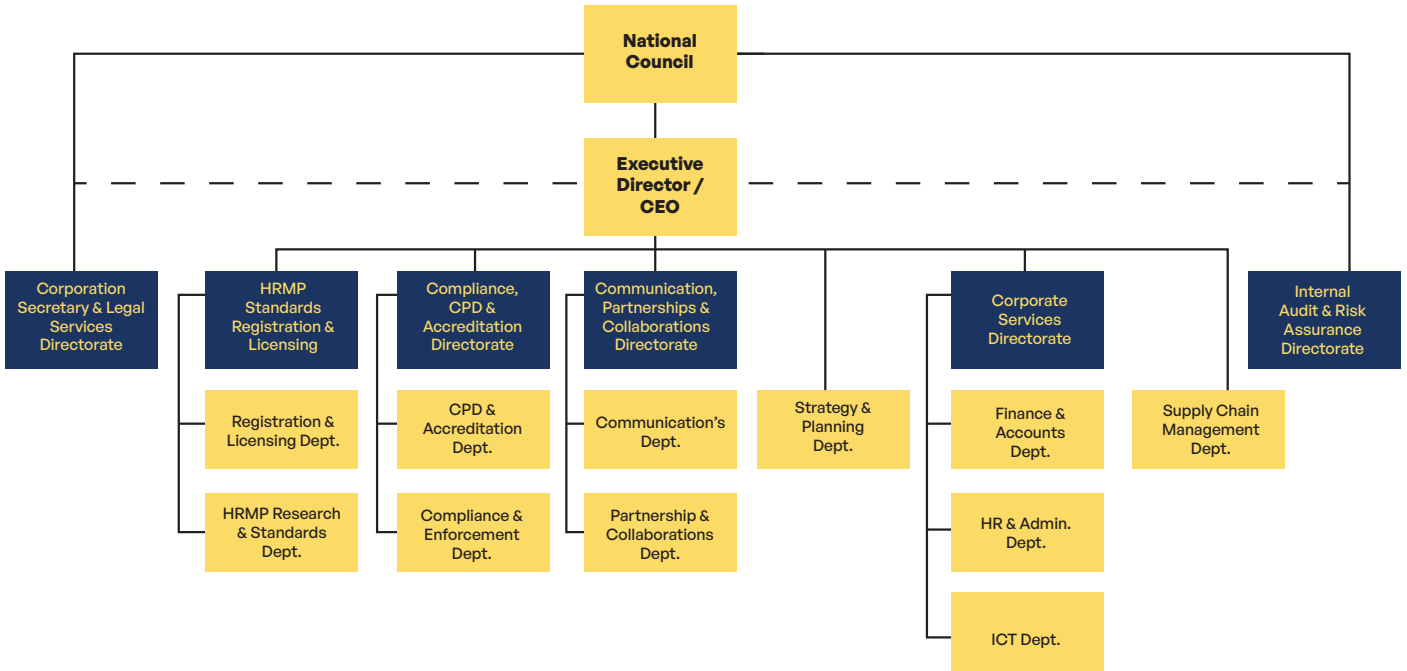 National
Council
Executive
Director /
CEO
Corporation
Secretary & Legal
Services
Directorate
HRMP
Standards
Registration &
Licensing
Compliance,
CPD &
Accreditation
Directorate
Communication,
Partnerships &
Collaborations
Directorate
Corporate
Services
Directorate
Internal
Audit & Risk
Assurance
Directorate
Registration &
Licensing Dept.
CPD &
Accreditation
Dept.
Communication’s
Dept.
Strategy &
Planning
Dept.
Finance &
Accounts
Dept.
Supply Chain
Management
Dept.
HRMP Research
& Standards
Dept.
Compliance &
Enforcement
Dept.
Partnership &
Collaborations
Dept.
HR & Admin.
Dept.
ICT Dept.